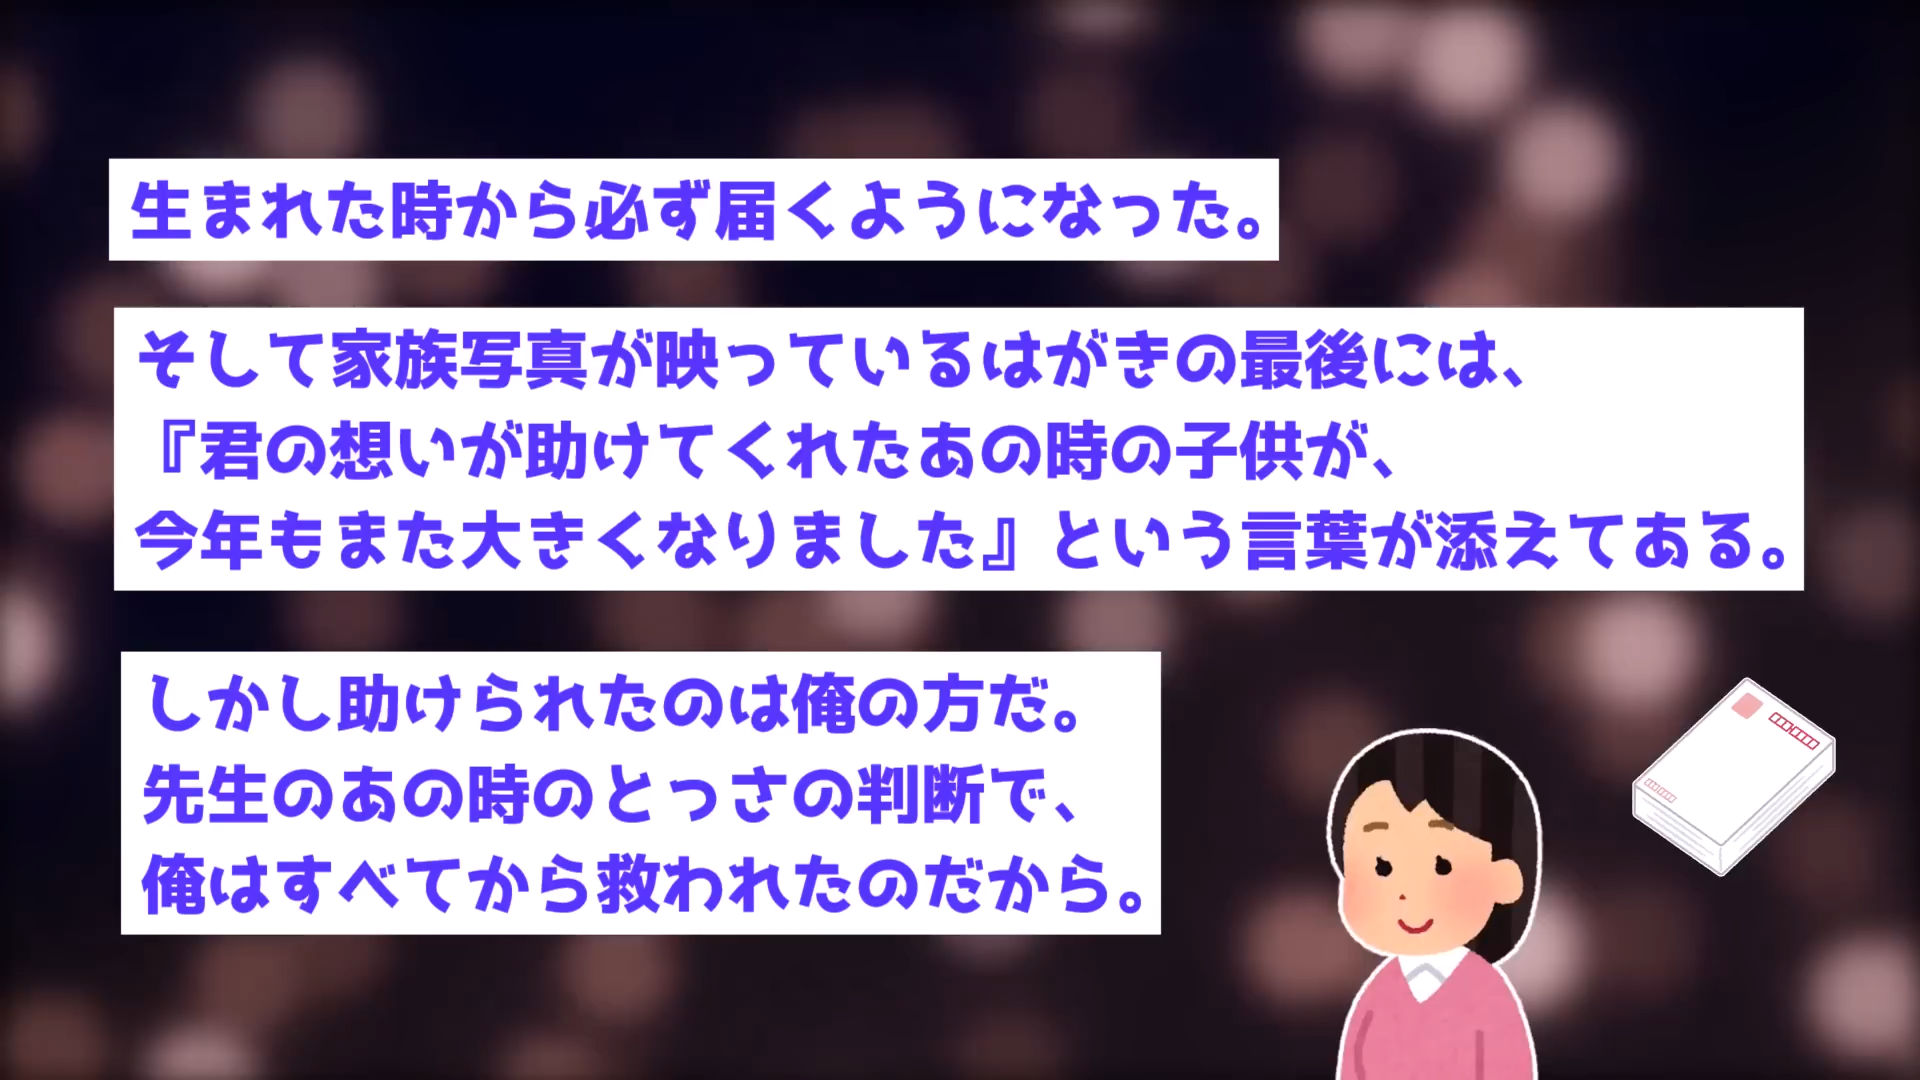 生まれた時から必ず届くようになった。
そして家族写真が映っているはがきの最後には、
『君の想いが助けてくれたあの時の子供が、
今年もまた大きくなりました』という言葉が添えてある。
しかし助けられたのは俺の方だ。
先生のあの時のとっさの判断で、
俺はすべてから救われたのだから。